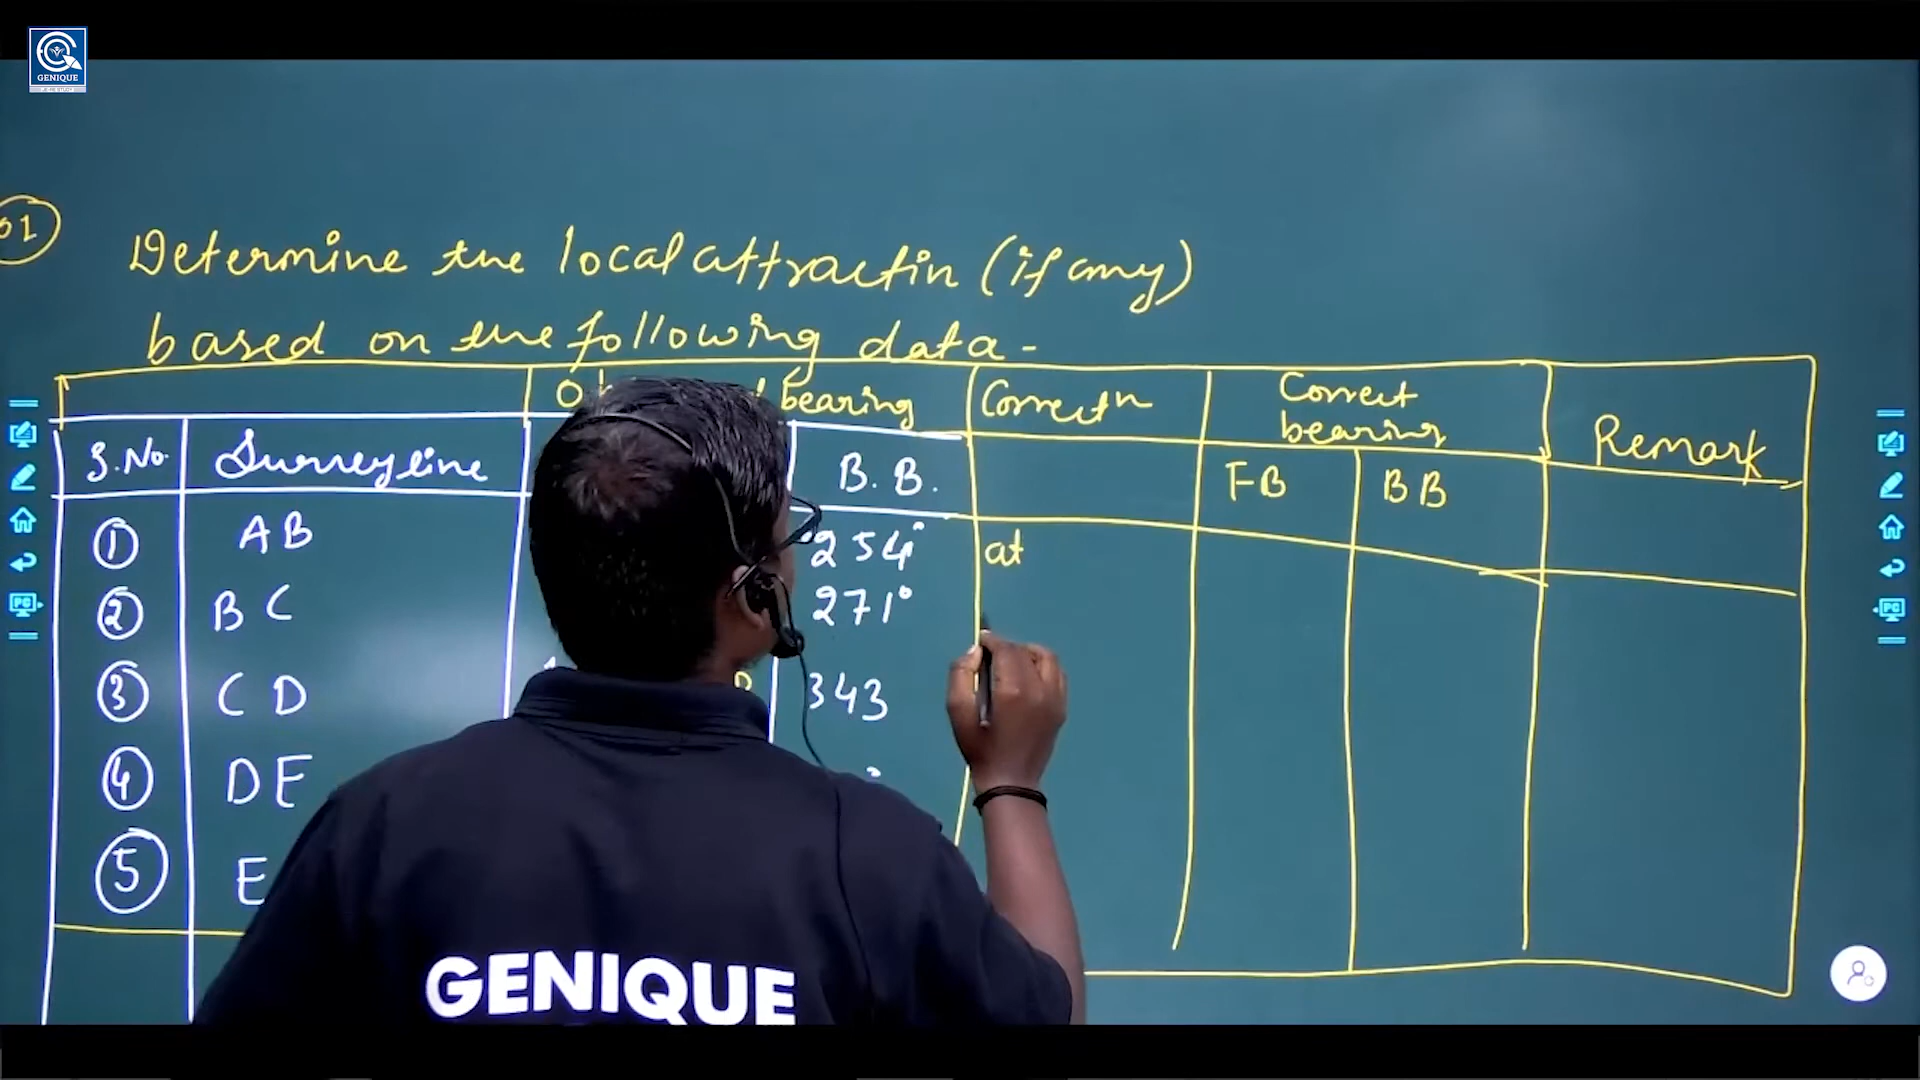 GENIQUE
01
Determine the local attractin (if any)
based on the following data -
bearing Correctn Correct bearing Remark
S.No. Surveyline B.B. FB BB
1 AB 254° at
2 BC 271°
3 CD 343
4 DE
5 E
GENIQUE